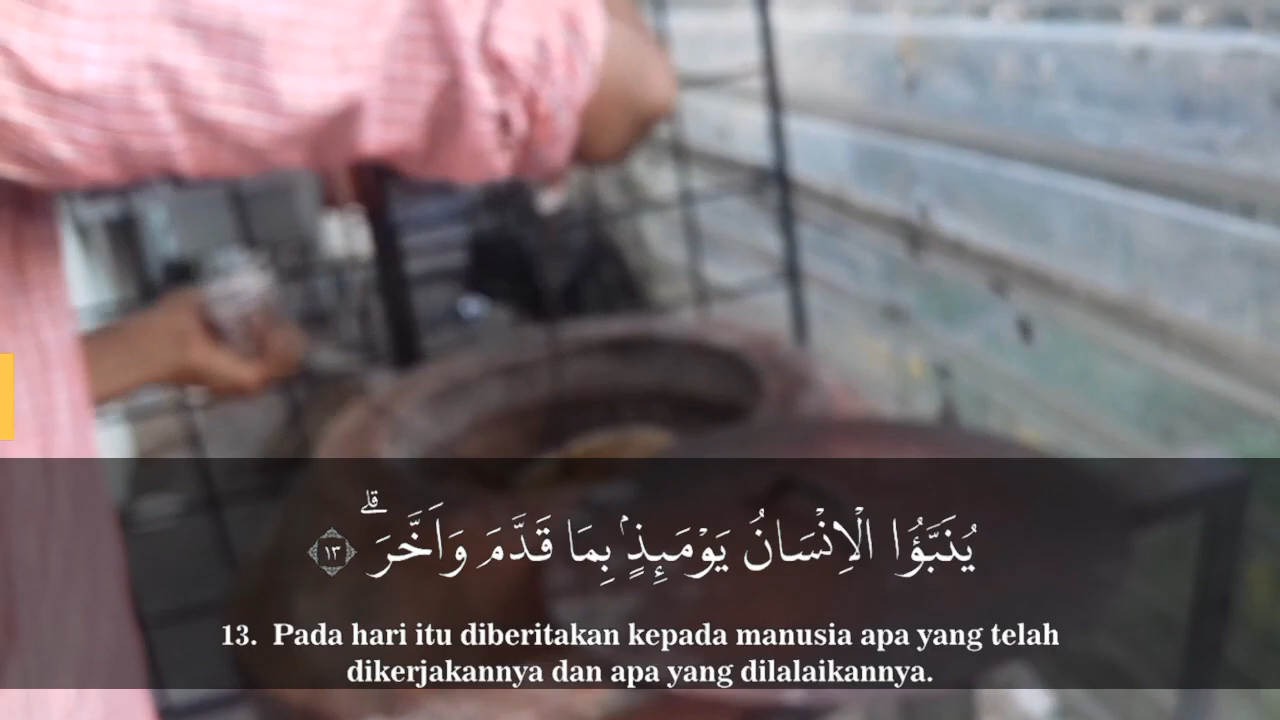 يُنَبَّؤُا الْاِنْسَانُ يَوْمَىِٕذٍۢ بِمَا قَدَّمَ وَاَخَّرَۗ ١٣
13. Pada hari itu diberitakan kepada manusia apa yang telah
dikerjakannya dan apa yang dilalaikannya.